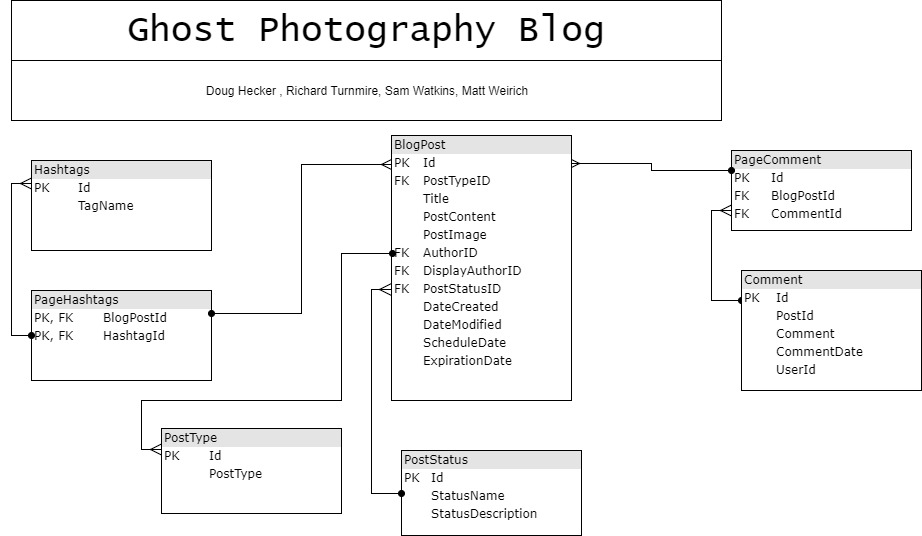 Ghost Photography Blog
Doug Hecker , Richard Turnmire, Sam Watkins, Matt Weirich
Hashtags
PK Id
TagName
PageHashtags
PK, FK BlogPostId
PK, FK HashtagId
BlogPost
PK Id
FK PostTypeID
Title
PostContent
PostImage
FK AuthorID
FK DisplayAuthorID
FK PostStatusID
DateCreated
DateModified
ScheduleDate
ExpirationDate
PageComment
PK Id
FK BlogPostId
FK CommentId
Comment
PK Id
PostId
Comment
CommentDate
UserId
PostType
PK Id
PostType
PostStatus
PK Id
StatusName
StatusDescription